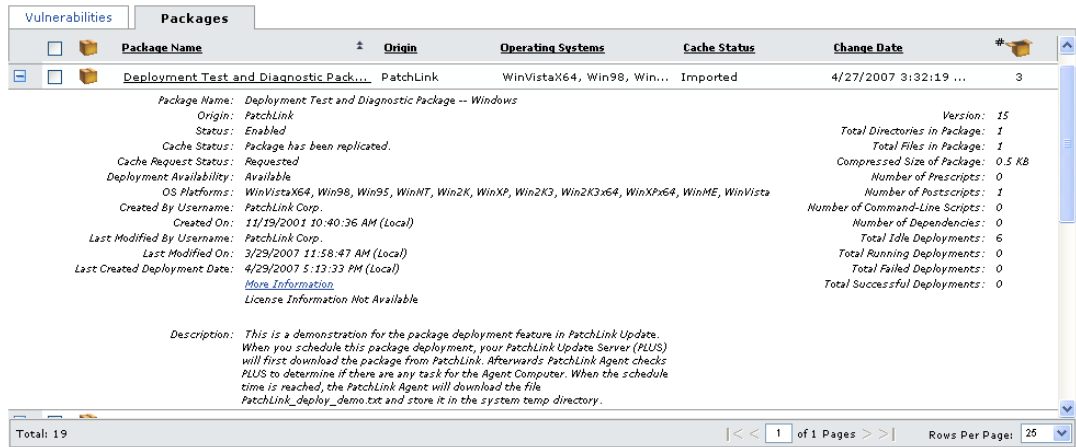 Vulnerabilities Packages
Package Name Origin Operating Systems Cache Status Change Date #
Deployment Test and Diagnostic Pack... PatchLink WinVistaX64, Win98, Win... Imported 4/27/2007 3:32:19 ... 3
Package Name: Deployment Test and Diagnostic Package -- Windows
Origin: PatchLink Version: 15
Status: Enabled Total Directories in Package: 1
Cache Status: Package has been replicated. Total Files in Package: 1
Cache Request Status: Requested Compressed Size of Package: 0.5 KB
Deployment Availability: Available Number of Prescripts: 0
OS Platforms: WinVistaX64, Win98, Win95, WinNT, Win2K, WinXP, Win2K3, Win2K3x64, WinXPx64, WinME, WinVista Number of Postscripts: 1
Created By Username: PatchLink Corp. Number of Command-Line Scripts: 0
Created On: 11/19/2001 10:40:36 AM (Local) Number of Dependencies: 0
Last Modified By Username: PatchLink Corp. Total Idle Deployments: 6
Last Modified On: 3/29/2007 11:58:47 AM (Local) Total Running Deployments: 0
Last Created Deployment Date: 4/29/2007 5:13:33 PM (Local) Total Failed Deployments: 0
More Information Total Successful Deployments: 0
License Information Not Available
Description: This is a demonstration for the package deployment feature in PatchLink Update.
When you schedule this package deployment, your PatchLink Update Server (PLUS)
will first download the package from PatchLink. Afterwards PatchLink Agent checks
PLUS to determine if there are any task for the Agent Computer. When the schedule
time is reached, the PatchLink Agent will download the file
PatchLink_deploy_demo.txt and store it in the system temp directory.
Total: 19 |< < 1 of 1 Pages > >| Rows Per Page: 25